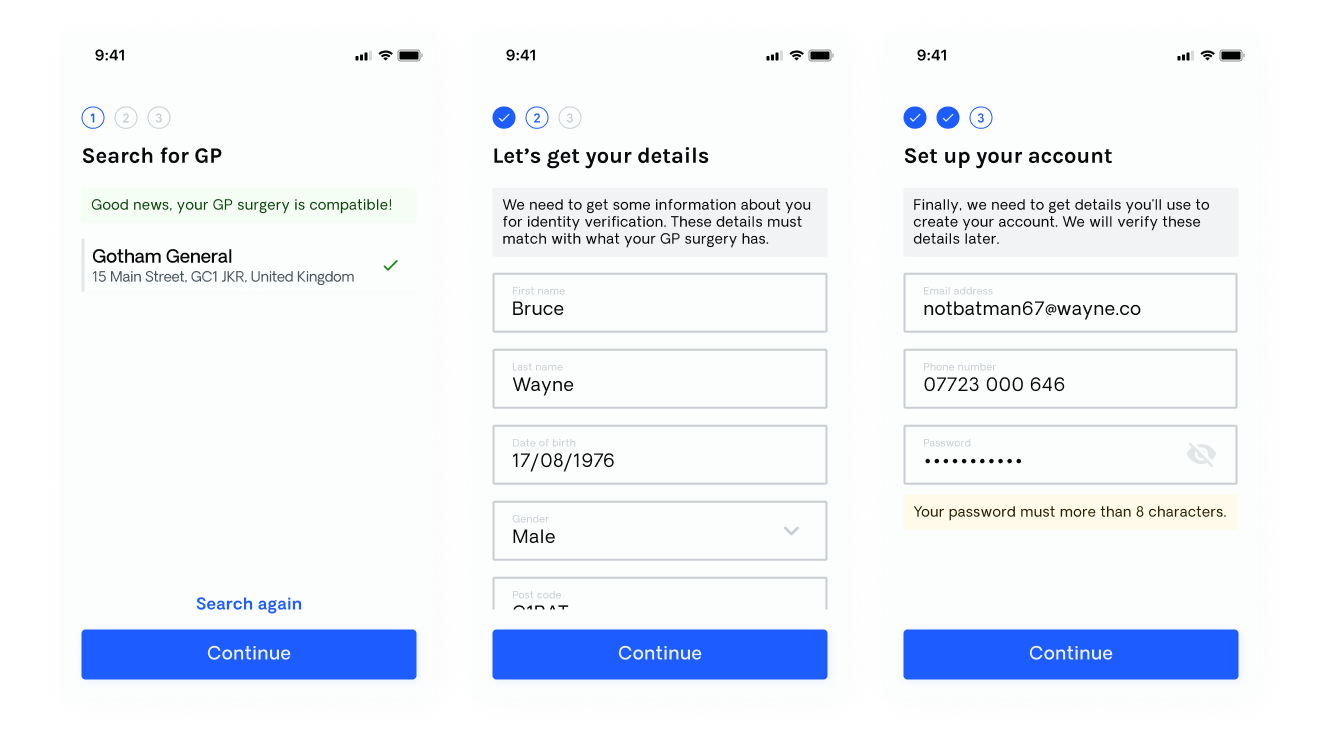 9:41
1 2 3
Search for GP
Good news, your GP surgery is compatible!
Gotham General
15 Main Street, GC1 JKR, United Kingdom
Search again
Continue
9:41
2 3
Let's get your details
We need to get some information about you
for identity verification. These details must
match with what your GP surgery has.
First name
Bruce
Last name
Wayne
Date of birth
17/08/1976
Gender
Male
Post code
Continue
9:41
3
Set up your account
Finally, we need to get details you'll use to
create your account. We will verify these
details later.
Email address
notbatman67@wayne.co
Phone number
07723 000 646
Password
•••••••••••
Your password must more than 8 characters.
Continue